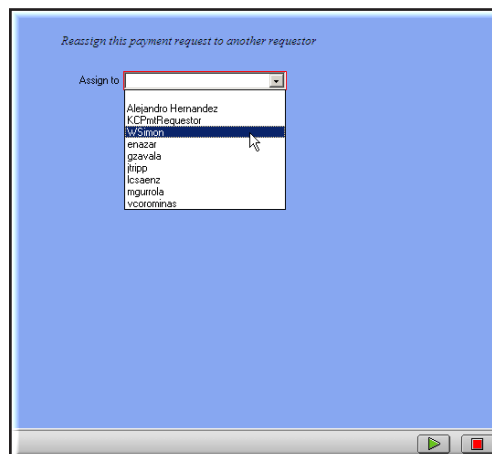 Reassign this payment request to another requestor
Assign to
Alejandro Hernandez
KCPmtRequestor
WSimon
enazar
gzavala
jtripp
lcsaenz
mgurrola
vcorominas